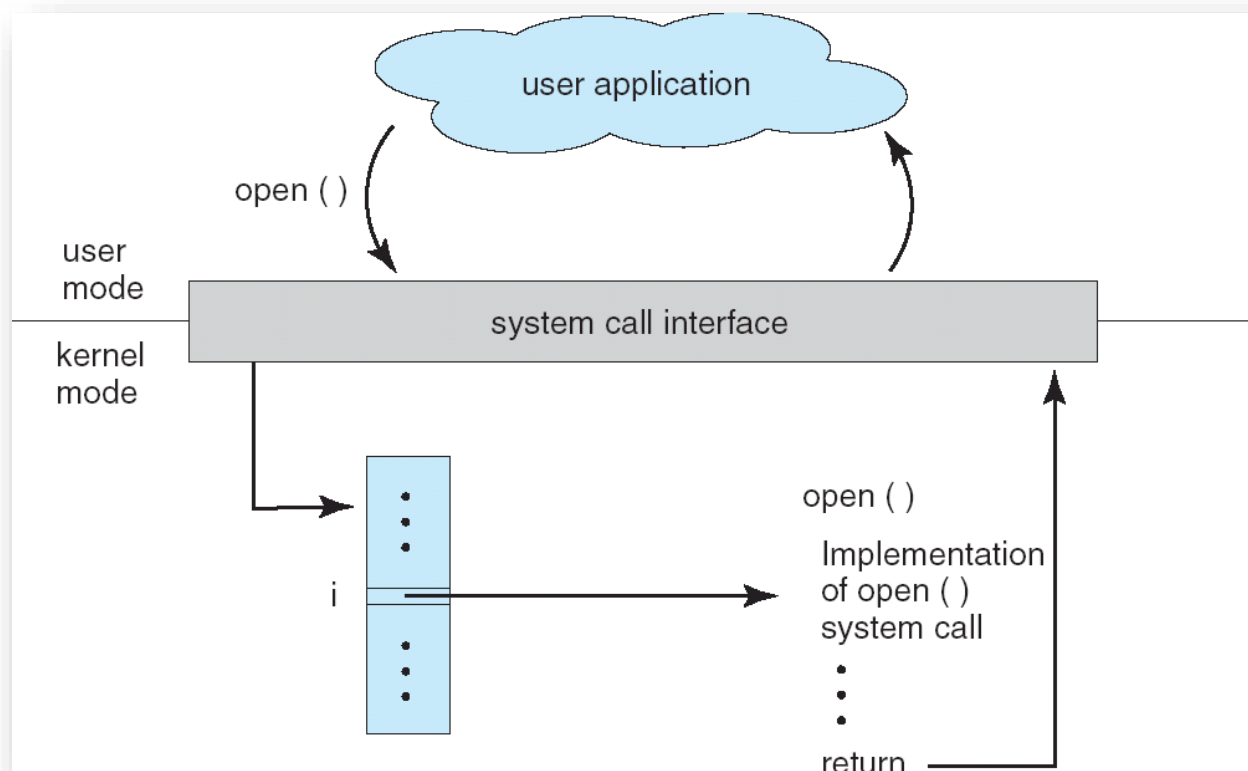 user application
open ( )
user
mode
system call interface
kernel
mode
open ( )
Implementation
of open ( )
system call
i
return